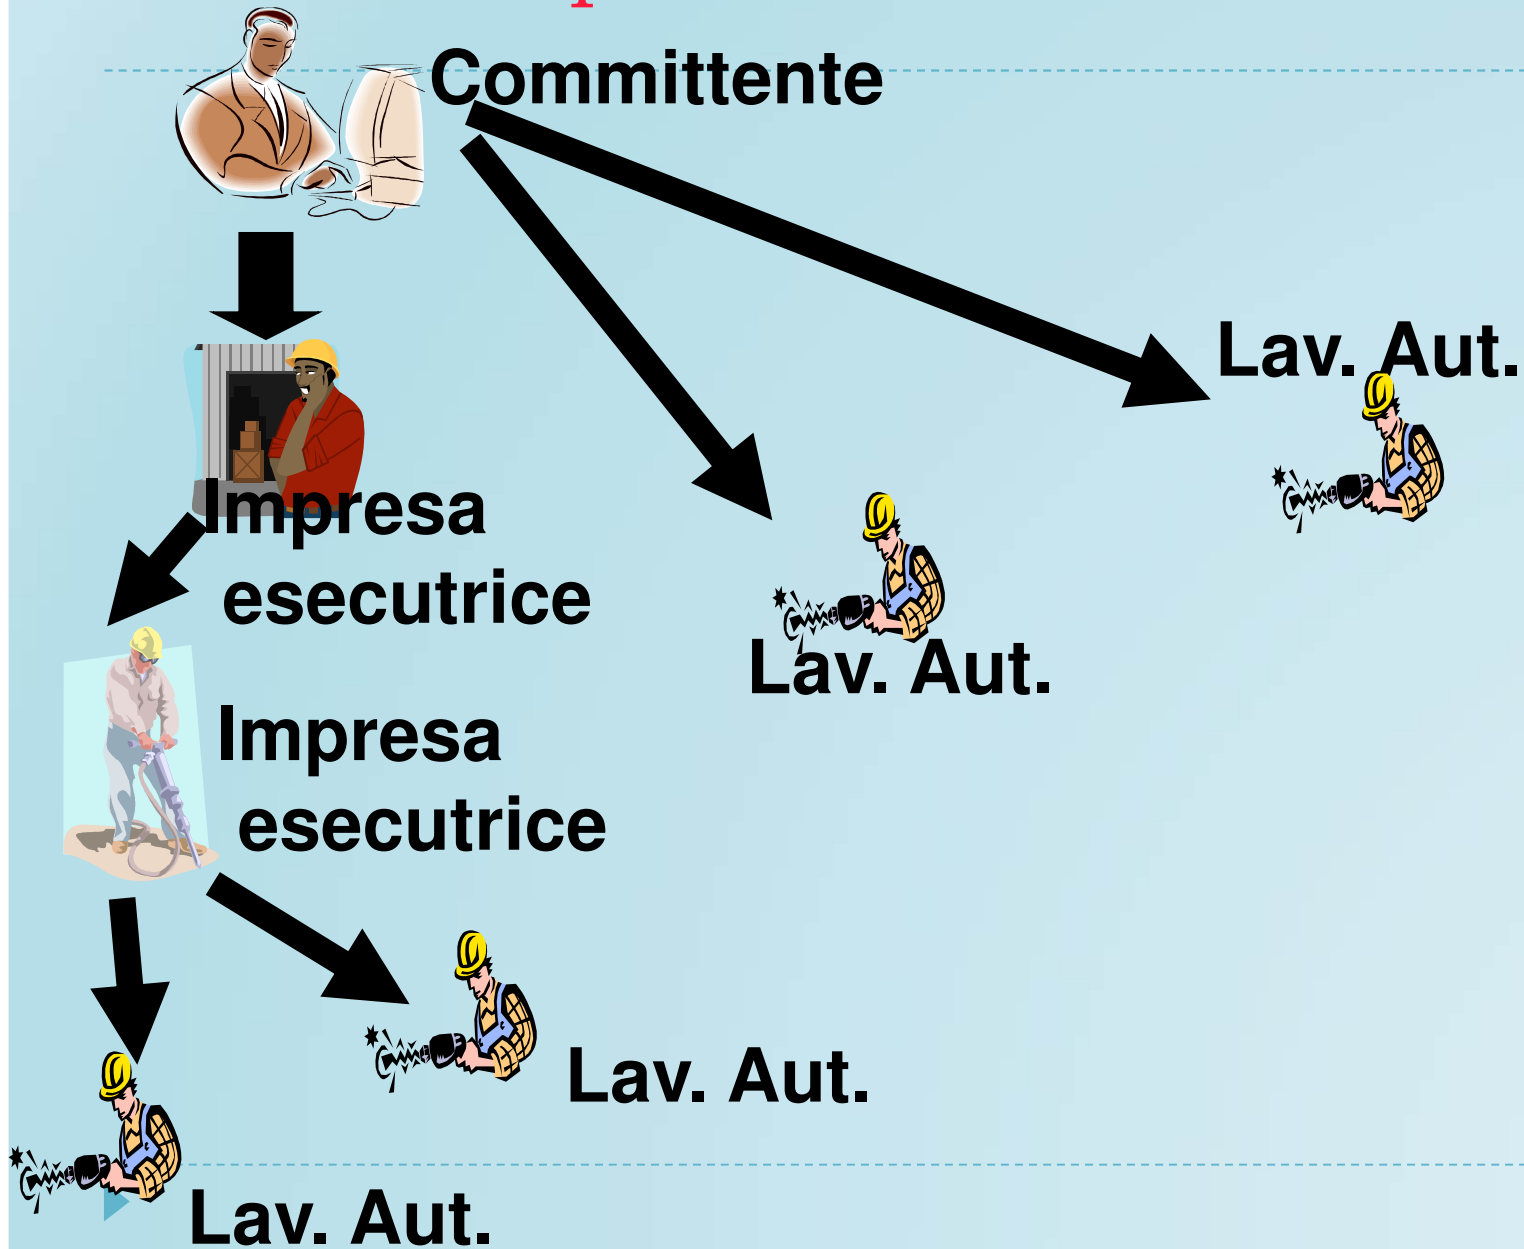 Committente
Lav. Aut.
Impresa
esecutrice
Lav. Aut.
Impresa
esecutrice
Lav. Aut.
Lav. Aut.